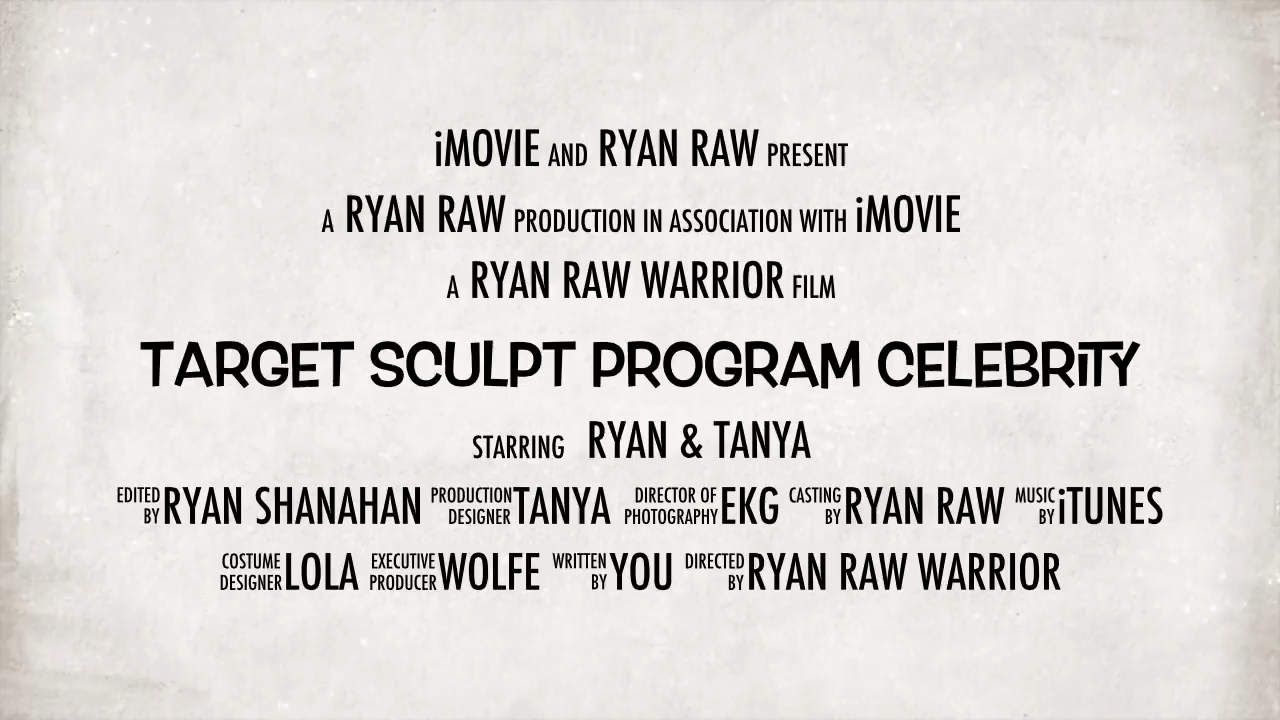 iMOVIE AND RYAN RAW PRESENT
A RYAN RAW PRODUCTION IN ASSOCIATION WITH iMOVIE
A RYAN RAW WARRIOR FILM
TARGET SCULPT PROGRAM CELEBRiTY
STARRING RYAN & TANYA
EDITED BY RYAN SHANAHAN PRODUCTION DESIGNER TANYA DIRECTOR OF PHOTOGRAPHY EKG CASTING BY RYAN RAW MUSIC BY iTUNES
COSTUME DESIGNER LOLA EXECUTIVE PRODUCER WOLFE WRITTEN BY YOU DIRECTED BY RYAN RAW WARRIOR